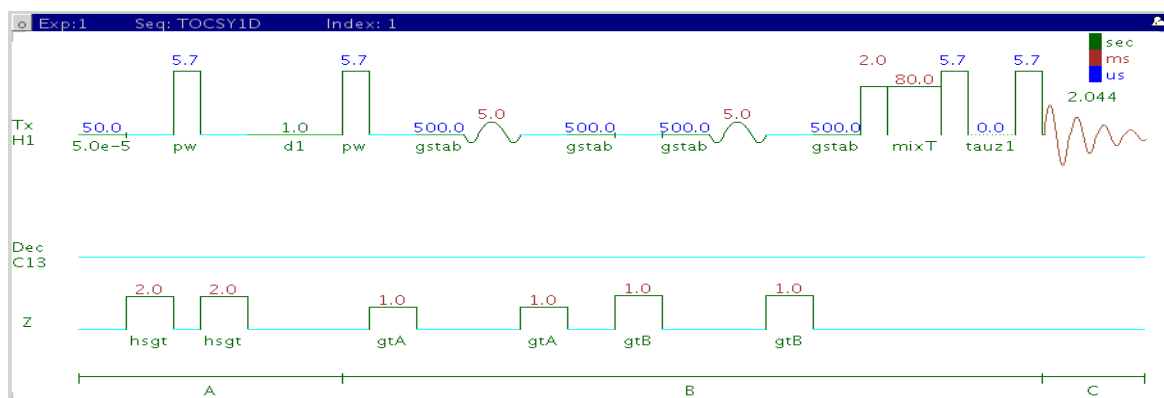 Exp:1 Seq: TOCSY1D Index: 1
sec
ms
us
5.7 5.7 2.0 5.7 5.7
80.0
2.044
5.0 5.0
Tx 50.0 1.0 500.0 500.0 500.0 500.0 0.0
H1 5.0e-5 pw d1 pw gstab gstab gstab gstab mixT tauz1
Dec
C13
2.0 2.0 1.0 1.0 1.0 1.0
Z
hsgt hsgt gtA gtA gtB gtB
A B C